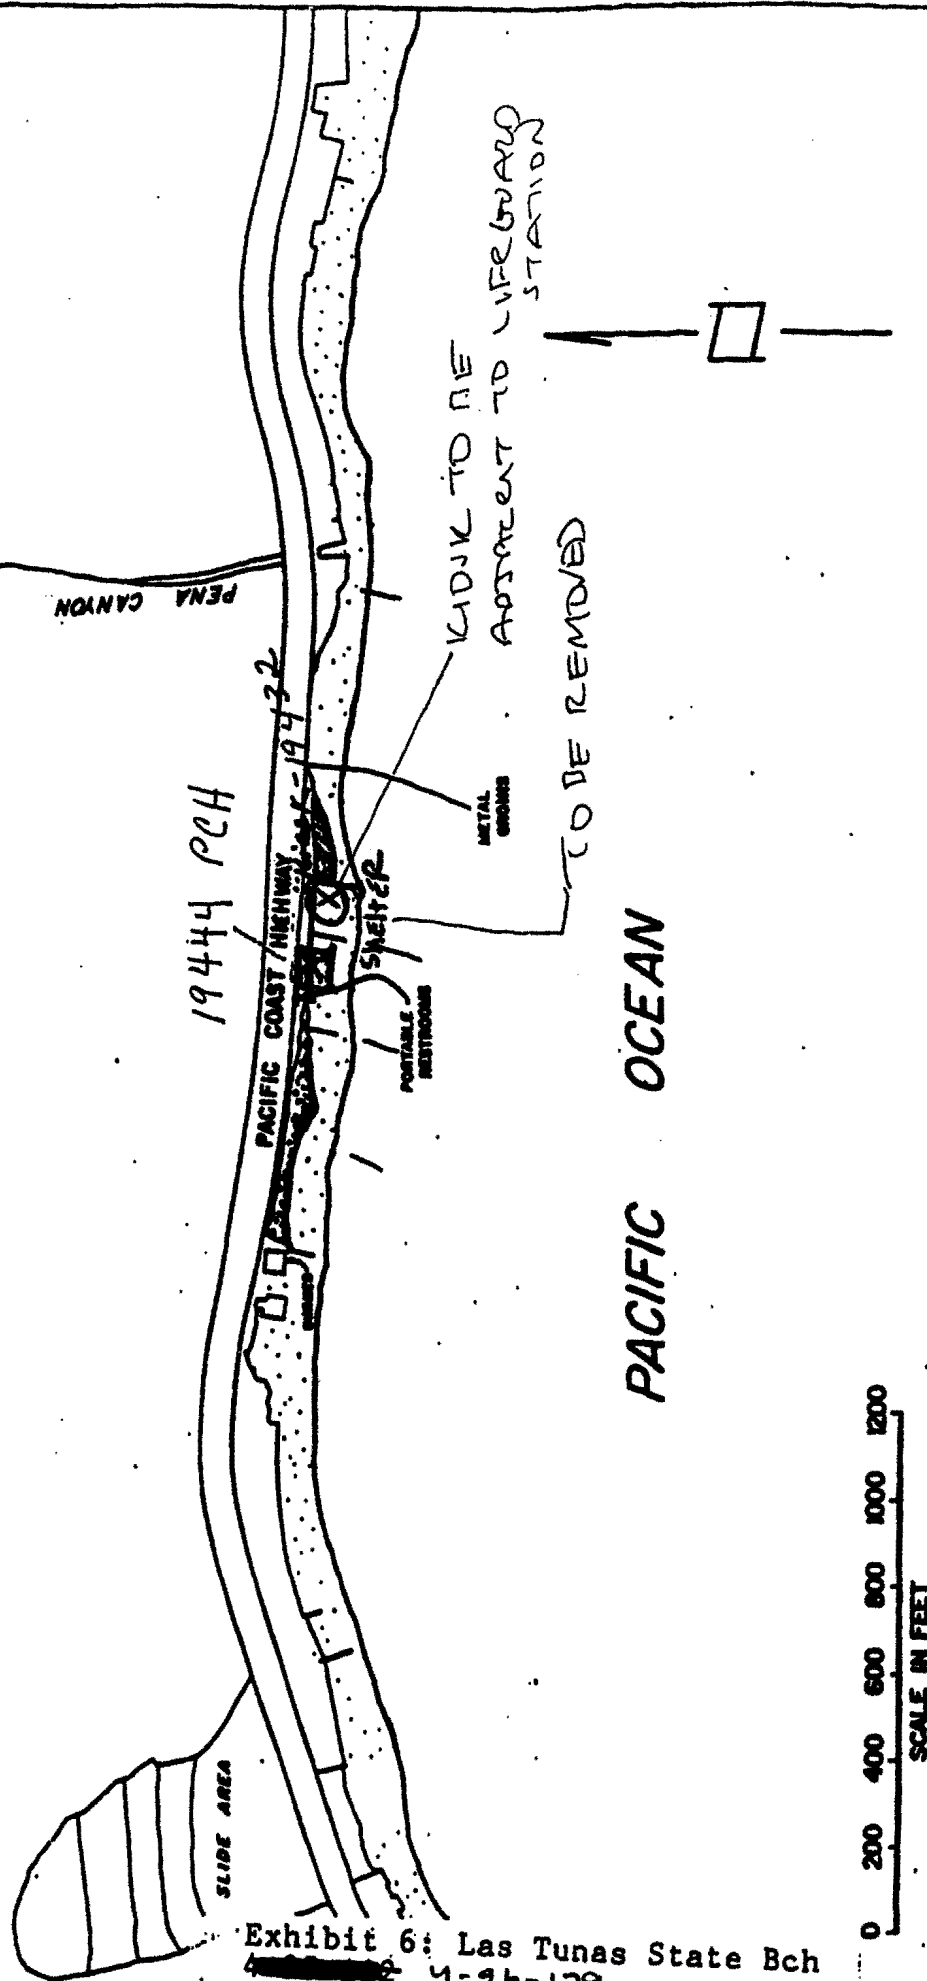 PENA
CANYON
19444 PCH
19432
PACIFIC COAST HIGHWAY
KIOSK TO BE
ADJACENT TO LIFEGUARD
STATION
TO BE REMOVED
METAL
GROINS
SHELTER
PORTABLE
RESTROOMS
PACIFIC OCEAN
SLIDE AREA
0 200 400 600 800 1000 1200
SCALE IN FEET
Exhibit 6: Las Tunas State Bch